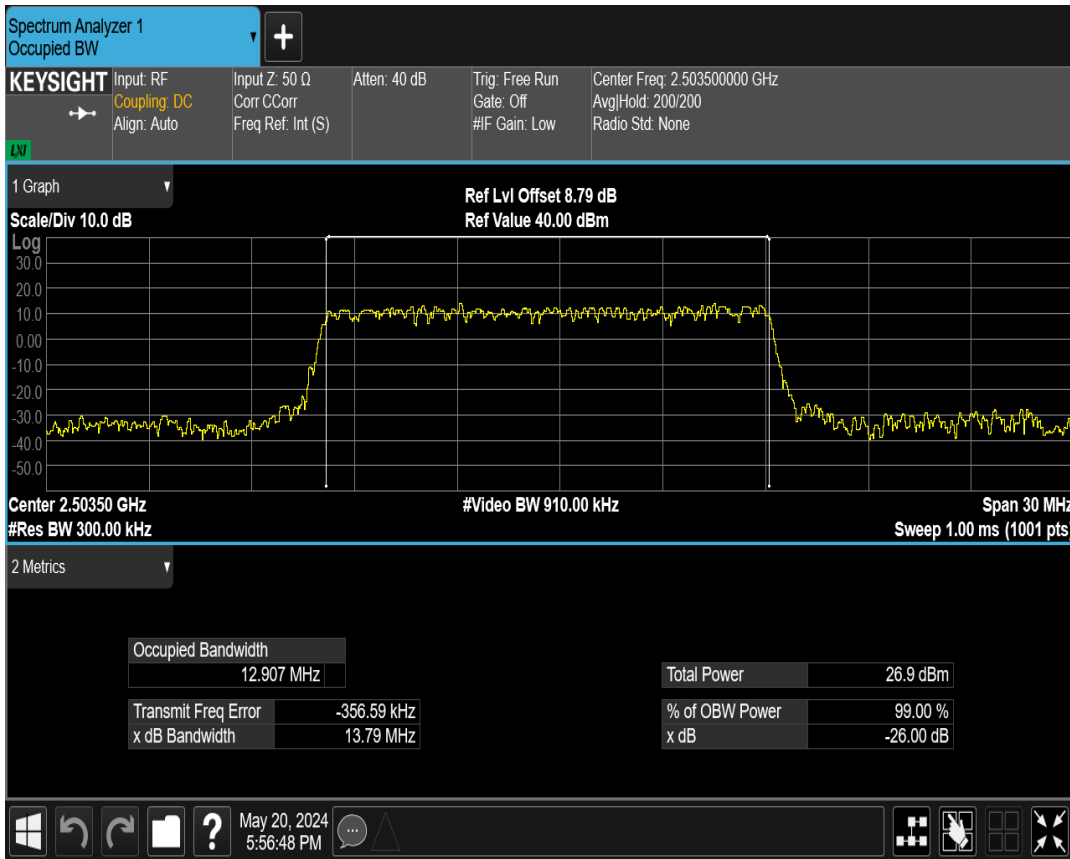 Spectrum Analyzer 1
Occupied BW
KEYSIGHT
LXI
Input: RF
Coupling: DC
Align: Auto
Input Z: 50 Ω
Corr CCorr
Freq Ref: Int (S)
Atten: 40 dB
Trig: Free Run
Gate: Off
#IF Gain: Low
Center Freq: 2.503500000 GHz
Avg|Hold: 200/200
Radio Std: None
1 Graph
Scale/Div 10.0 dB
Ref Lvl Offset 8.79 dB
Ref Value 40.00 dBm
Log
30.0
20.0
10.0
0.00
-10.0
-20.0
-30.0
-40.0
-50.0
Center 2.50350 GHz
#Video BW 910.00 kHz
Span 30 MHz
#Res BW 300.00 kHz
Sweep 1.00 ms (1001 pts)
2 Metrics
Occupied Bandwidth
12.907 MHz
Total Power 26.9 dBm
Transmit Freq Error -356.59 kHz
% of OBW Power 99.00 %
x dB Bandwidth 13.79 MHz
x dB -26.00 dB
May 20, 2024
5:56:48 PM